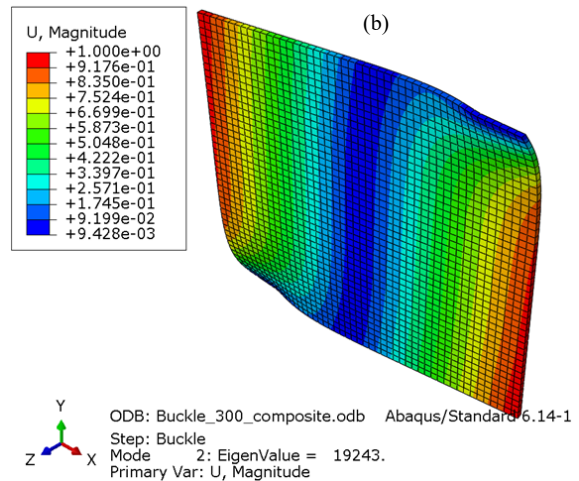 (b)
U, Magnitude
+1.000e+00
+9.176e-01
+8.350e-01
+7.524e-01
+6.699e-01
+5.873e-01
+5.048e-01
+4.222e-01
+3.397e-01
+2.571e-01
+1.745e-01
+9.199e-02
+9.428e-03
Y
Z X
ODB: Buckle_300_composite.odb Abaqus/Standard 6.14-1
Step: Buckle
Mode 2: EigenValue = 19243.
Primary Var: U, Magnitude